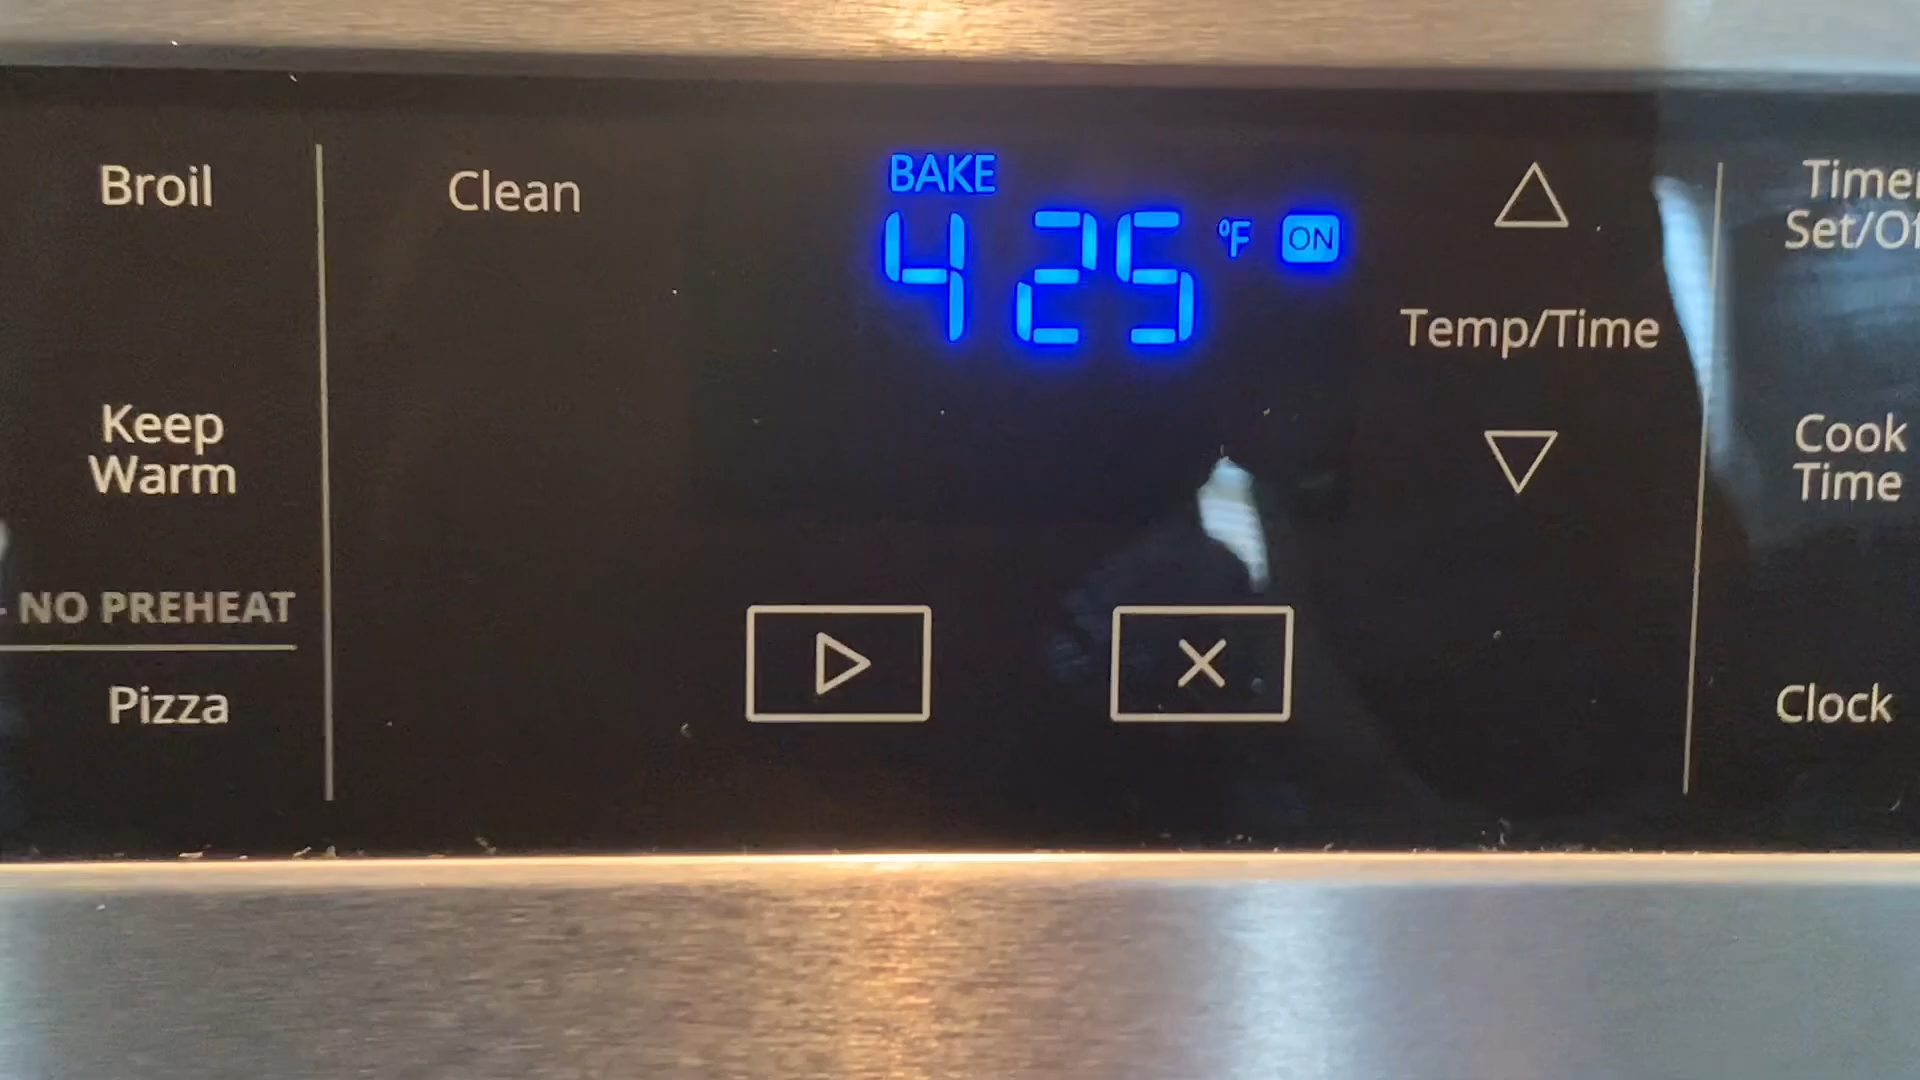 Broil
Clean
BAKE
425 °F ON
Temp/Time
Keep
Warm
Cook
Time
NO PREHEAT
Pizza
Clock